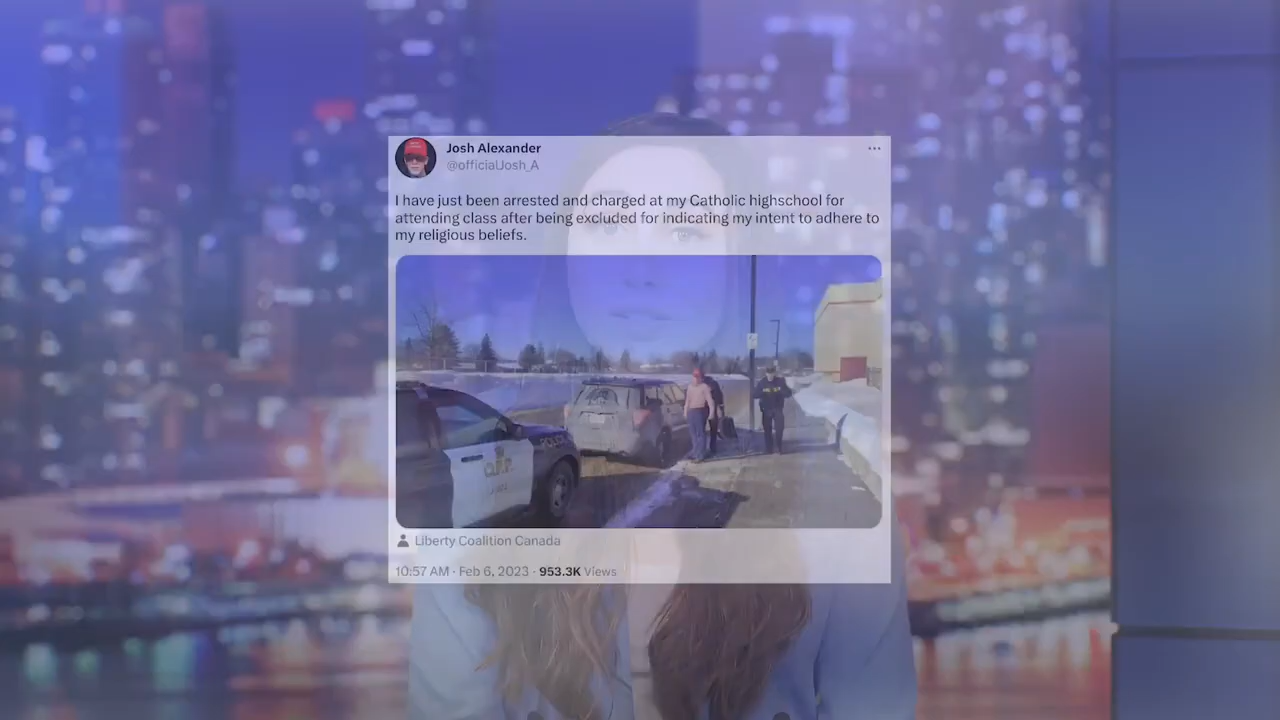 Josh Alexander
@officialJosh_A
I have just been arrested and charged at my Catholic highschool for
attending class after being excluded for indicating my intent to adhere to
my religious beliefs.
POLICE
O.P.P.
Liberty Coalition Canada
10:57 AM · Feb 6, 2023 · 953.3K Views